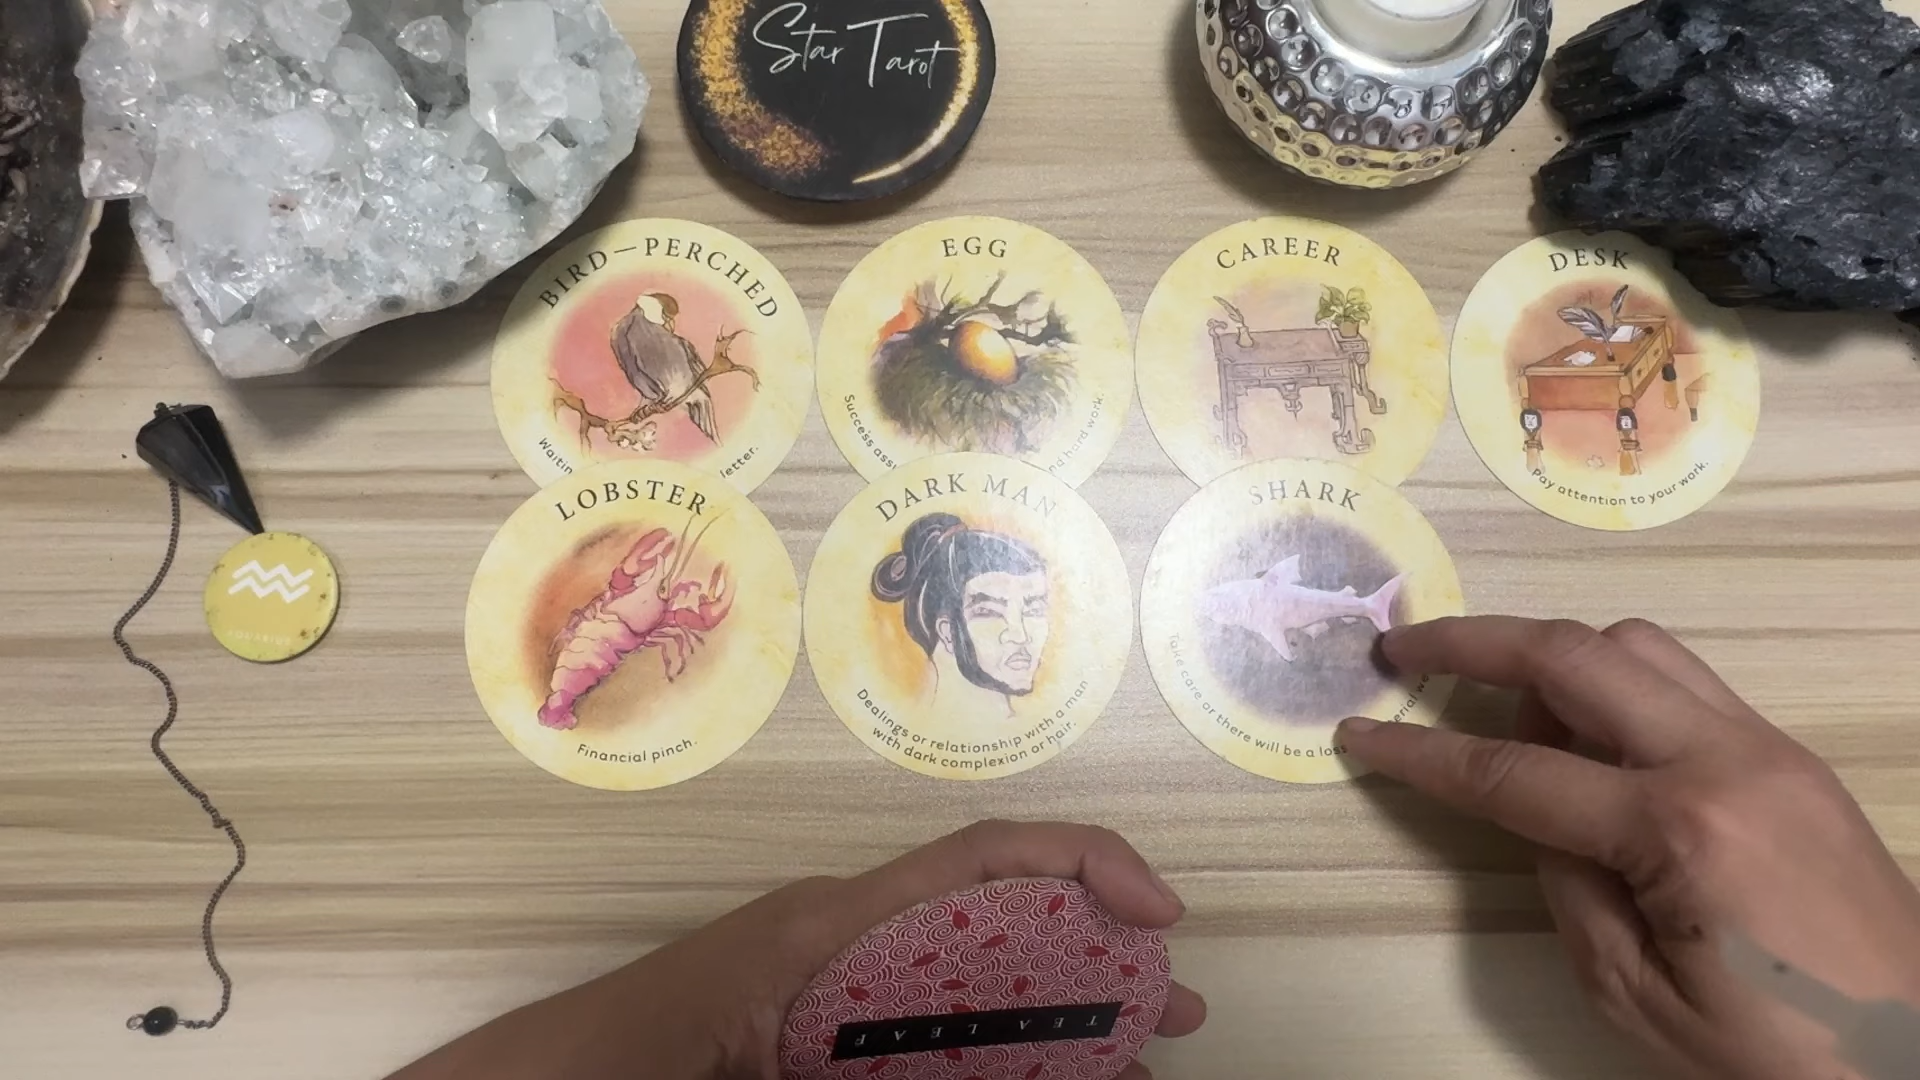 Star Tarot
BIRD—PERCHED
letter.
EGG
Success
hard work.
CAREER
DESK
Pay attention to your work.
LOBSTER
Financial pinch.
DARK MAN
Dealings or relationship with a man
with dark complexion or hair.
SHARK
Take care or there will be a loss
AQUARIUS
TEA LEAF